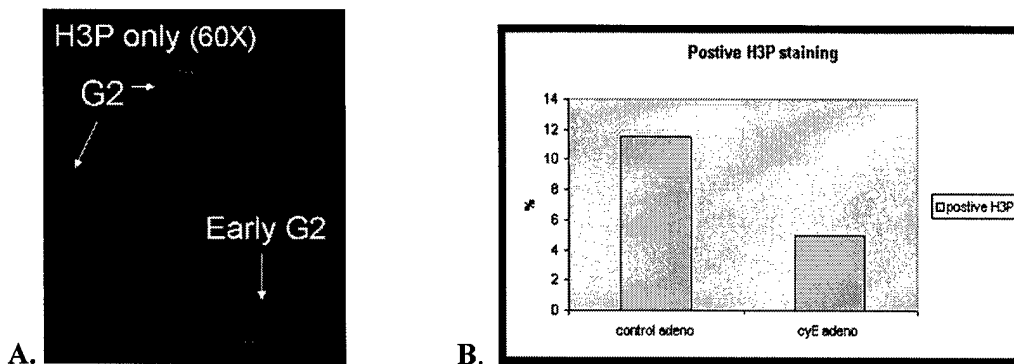 H3P only (60X)
G2
Early G2
A.
Postive H3P staining
14
12
10
8
6
4
2
0
%
control adeno
cyE adeno
postive H3P
B.